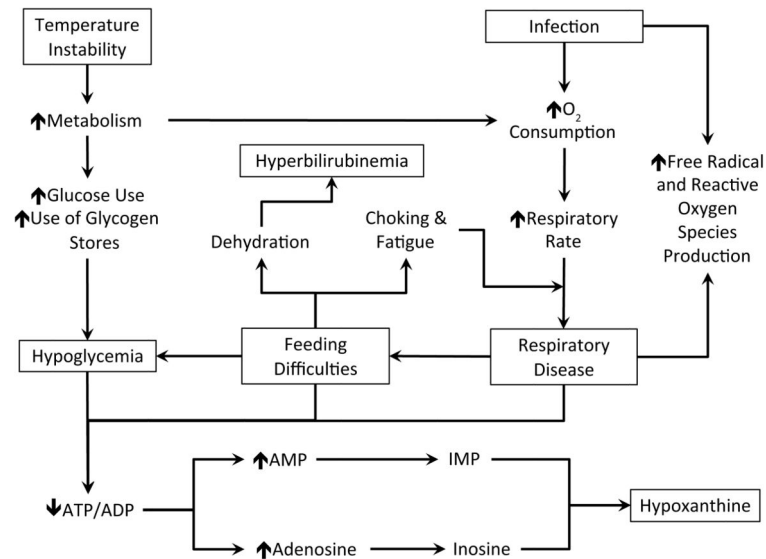 Temperature
Instability
Infection
🡹Metabolism
🡹O₂
Consumption
Hyperbilirubinemia
🡹Free Radical
and Reactive
Oxygen
Species
Production
🡹Glucose Use
🡹Use of Glycogen
Stores
Dehydration
Choking &
Fatigue
🡹Respiratory
Rate
Hypoglycemia
Feeding
Difficulties
Respiratory
Disease
🡹AMP
IMP
🡻ATP/ADP
Hypoxanthine
🡹Adenosine
Inosine